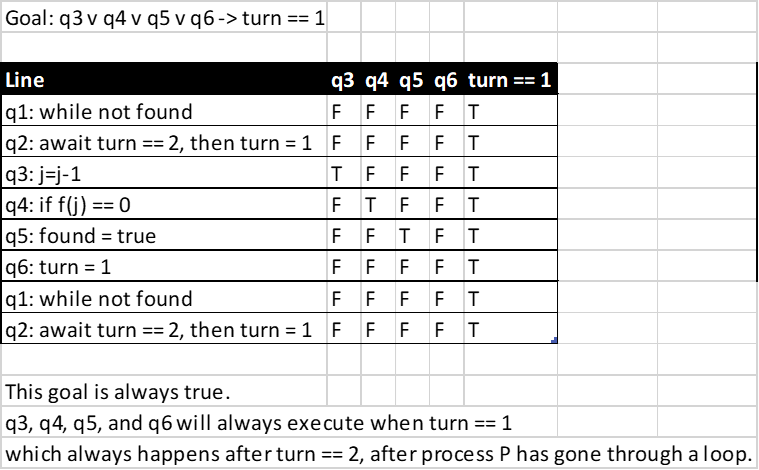 Goal: q3 v q4 v q5 v q6 -> turn == 1
Line q3 q4 q5 q6 turn == 1
q1: while not found F F F F T
q2: await turn == 2, then turn = 1 F F F F T
q3: j=j-1 T F F F T
q4: if f(j) == 0 F T F F T
q5: found = true F F T F T
q6: turn = 1 F F F F T
q1: while not found F F F F T
q2: await turn == 2, then turn = 1 F F F F T
This goal is always true.
q3, q4, q5, and q6 will always execute when turn == 1
which always happens after turn == 2, after process P has gone through a loop.